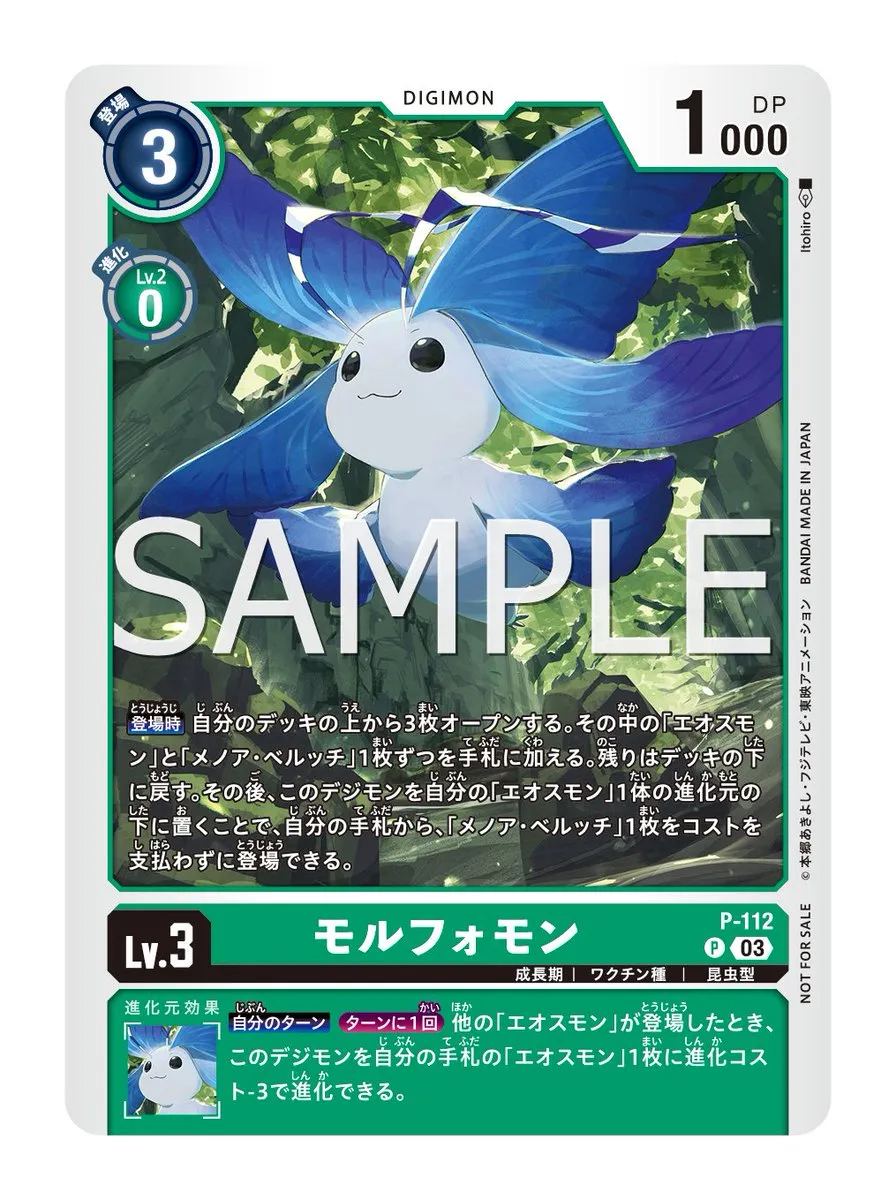 DIGIMON
登場
3
1000
DP
進化
Lv.2
0
Itohiro
SAMPLE
登場時 自分のデッキの上から3枚オープンする。その中の「エオスモ
ン」と「メノア・ベルッチ」1枚ずつを手札に加える。残りはデッキの下
に戻す。その後、このデジモンを自分の「エオスモン」1体の進化元の
下に置くことで、自分の手札から、「メノア・ベルッチ」1枚をコストを
支払わずに登場できる。
©本郷あきよし・フジテレビ・東映アニメーション BANDAI MADE IN JAPAN
NOT FOR SALE
Lv.3
モルフォモン
P-112
P 03
成長期 | ワクチン種 | 昆虫型
進化元効果
自分のターン ターンに1回 他の「エオスモン」が登場したとき、
このデジモンを自分の手札の「エオスモン」1枚に進化コス
ト-3で進化できる。